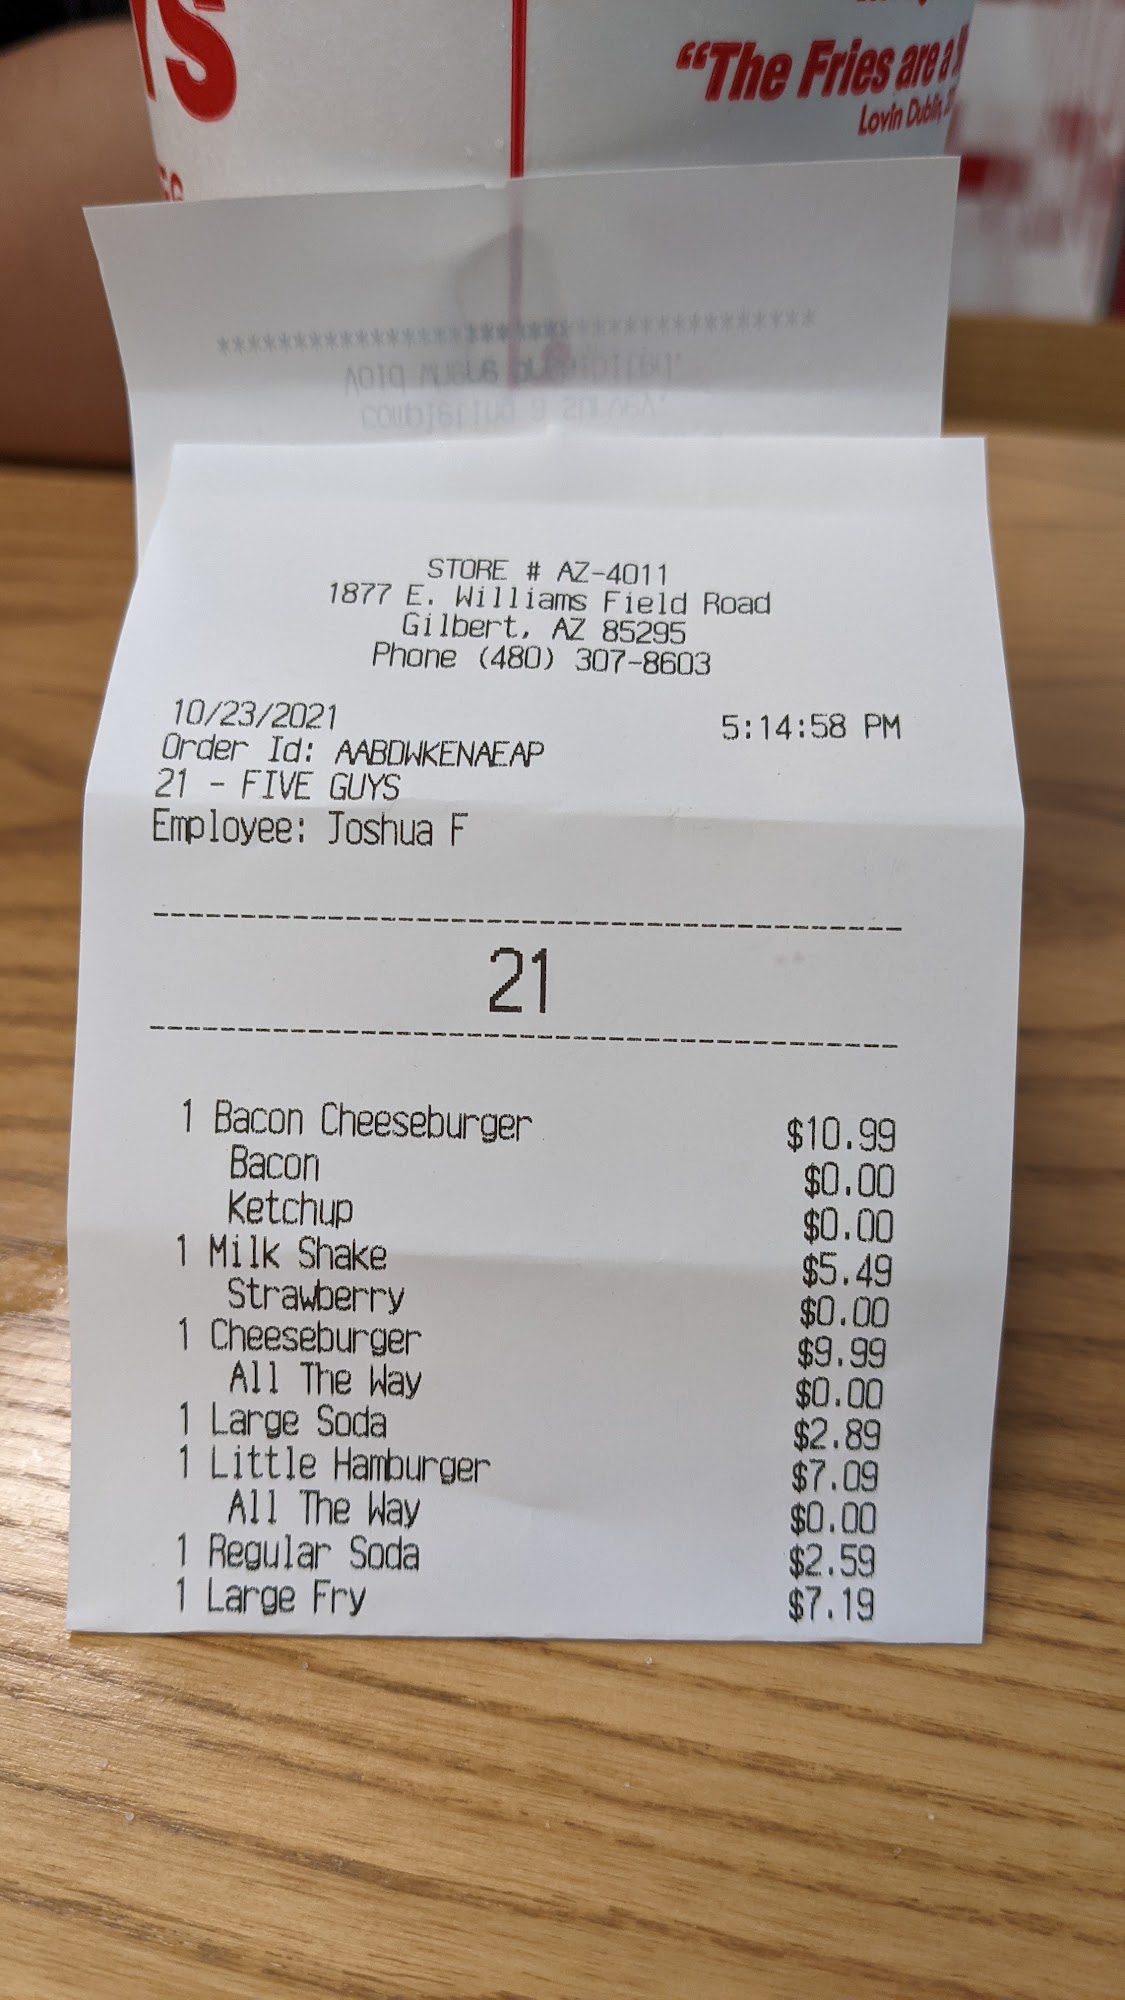 YS
"The Fries are a
Lovin Dublin,
STORE # AZ-4011
1877 E. Williams Field Road
Gilbert, AZ 85295
Phone (480) 307-8603
10/23/2021 5:14:58 PM
Order Id: AABDWKENAEAP
21 - FIVE GUYS
Employee: Joshua F
21
1 Bacon Cheeseburger $10.99
Bacon $0.00
Ketchup $0.00
1 Milk Shake $5.49
Strawberry $0.00
1 Cheeseburger $9.99
All The Way $0.00
1 Large Soda $2.89
1 Little Hamburger $7.09
All The Way $0.00
1 Regular Soda $2.59
1 Large Fry $7.19